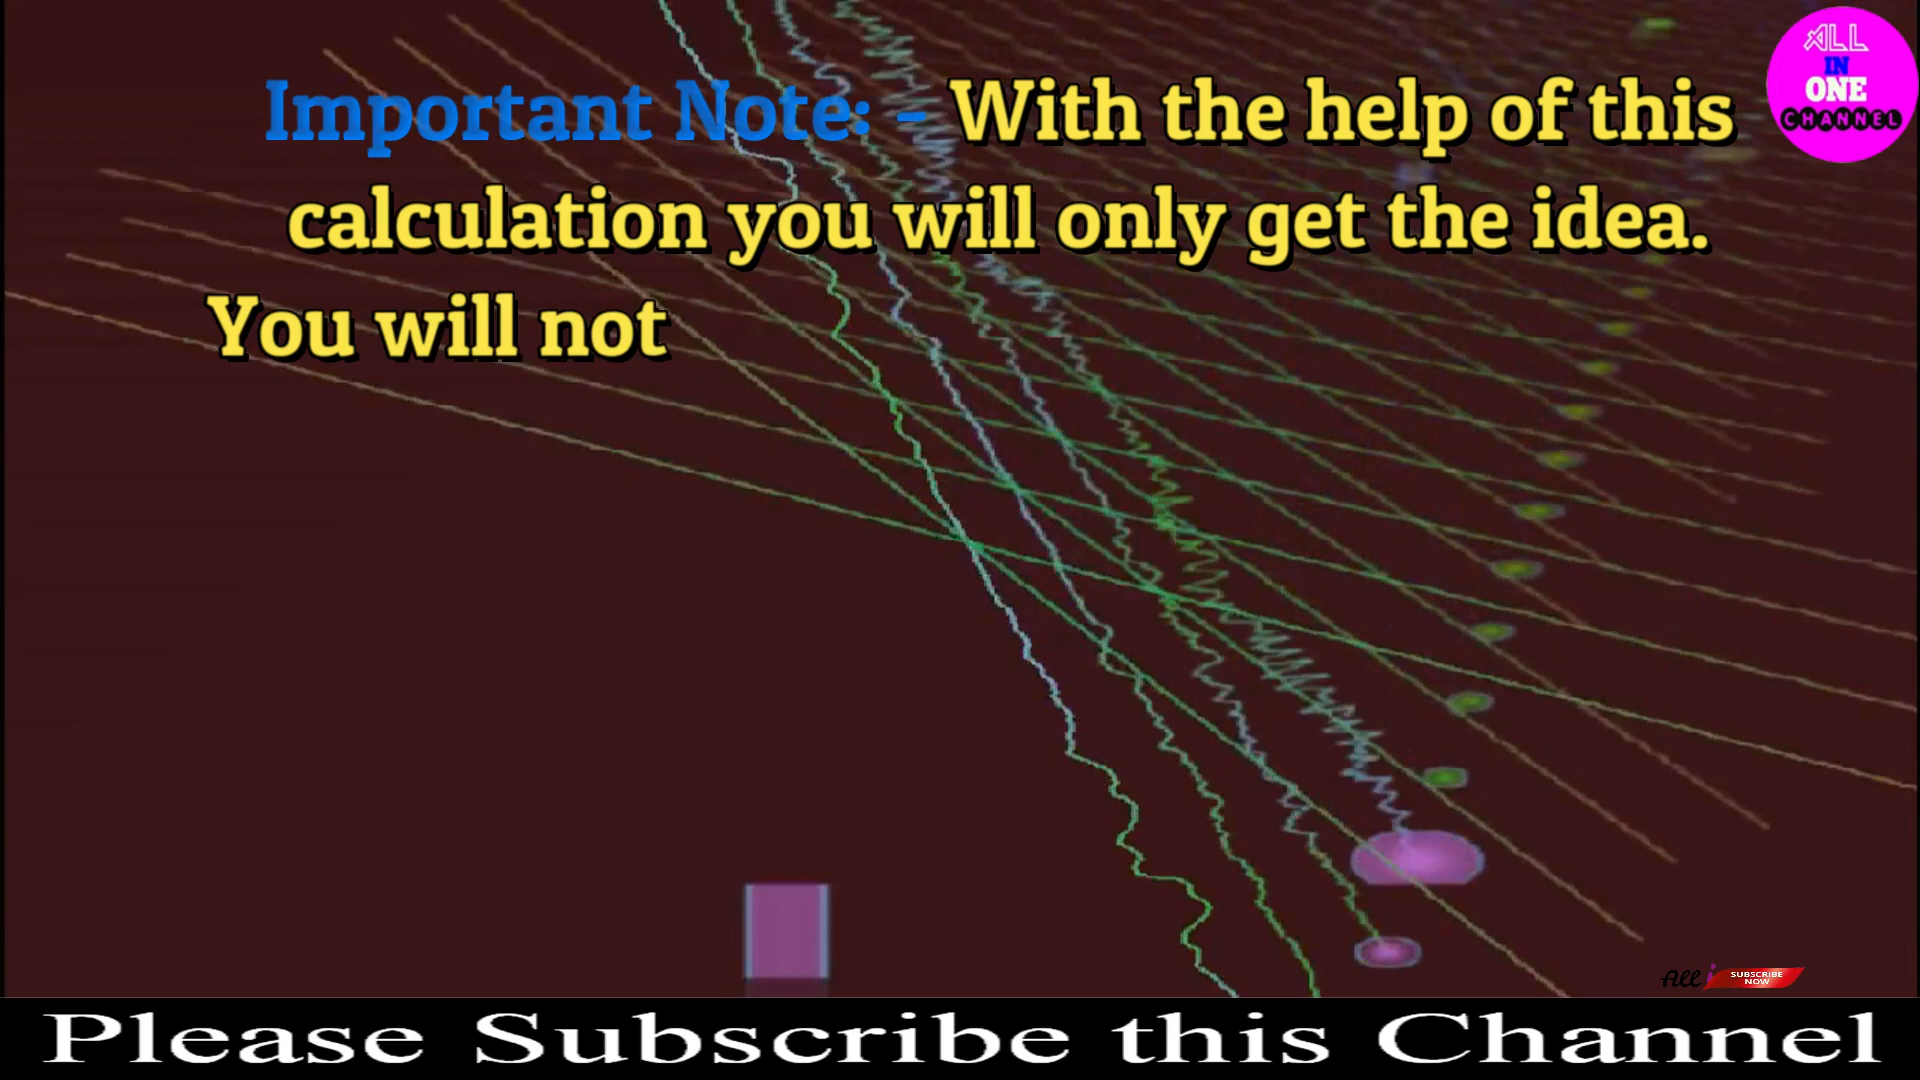 Important Note: - With the help of this
calculation you will only get the idea.
You will not
ALL
IN
ONE
CHANNEL
All
SUBSCRIBE
NOW
Please Subscribe this Channel